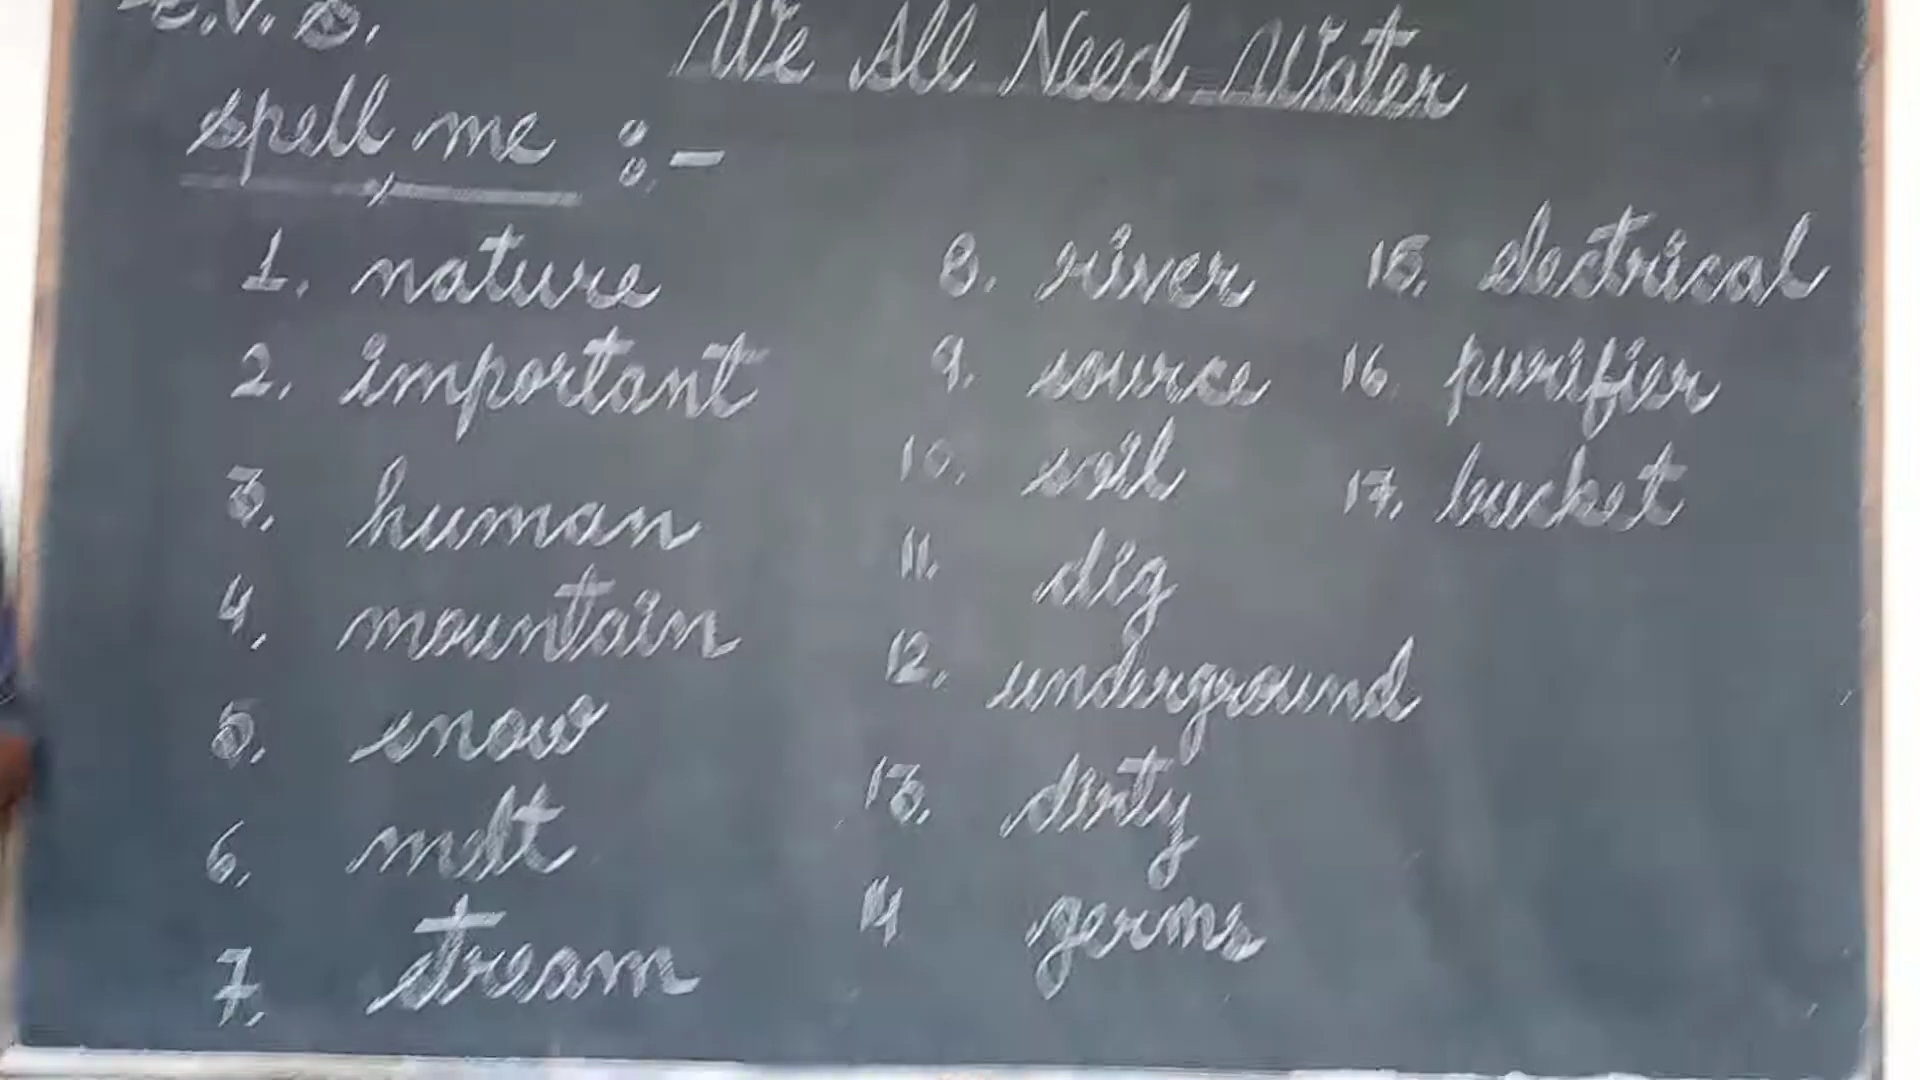 E.V.S.
We All Need Water
spell me :-
1. nature
2. important
3. human
4. mountain
5. snow
6. melt
7. stream
8. river
9. source
10. soil
11. dig
12. underground
13. dirty
14 germs
15. electrical
16. purifier
17. bucket